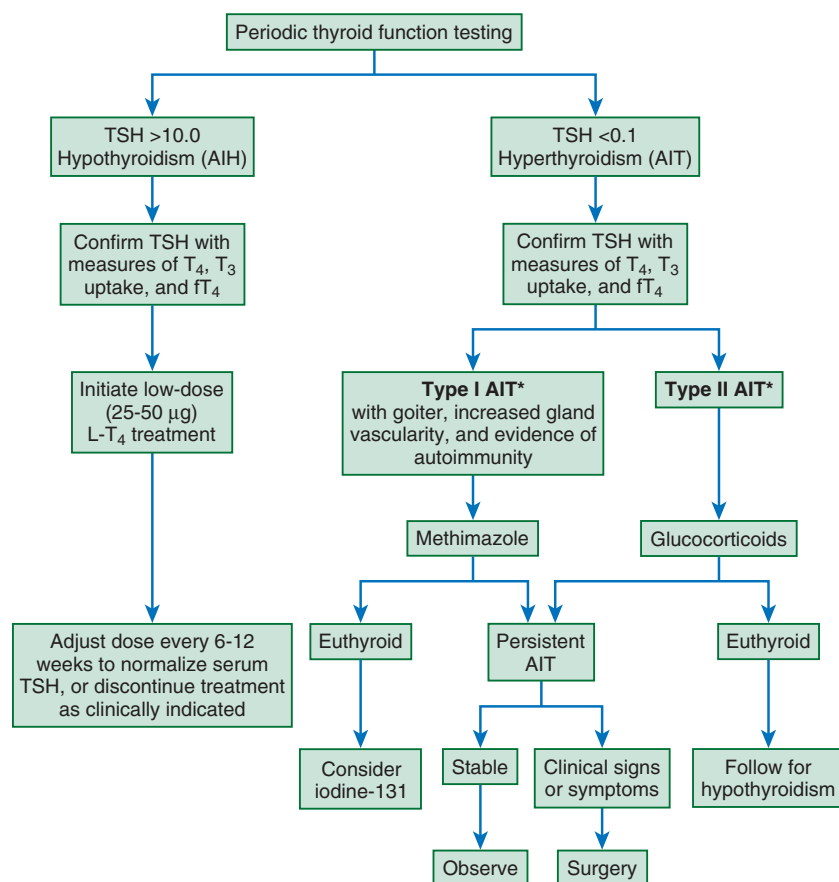 Periodic thyroid function testing
TSH >10.0
Hypothyroidism (AIH)
TSH <0.1
Hyperthyroidism (AIT)
Confirm TSH with
measures of T₄, T₃
uptake, and fT₄
Confirm TSH with
measures of T₄, T₃
uptake, and fT₄
Initiate low-dose
(25-50 µg)
L-T₄ treatment
Type I AIT*
with goiter, increased gland
vascularity, and evidence of
autoimmunity
Type II AIT*
Methimazole
Glucocorticoids
Adjust dose every 6-12
weeks to normalize serum
TSH, or discontinue treatment
as clinically indicated
Euthyroid
Persistent
AIT
Euthyroid
Consider
iodine-131
Stable
Clinical signs
or symptoms
Follow for
hypothyroidism
Observe
Surgery